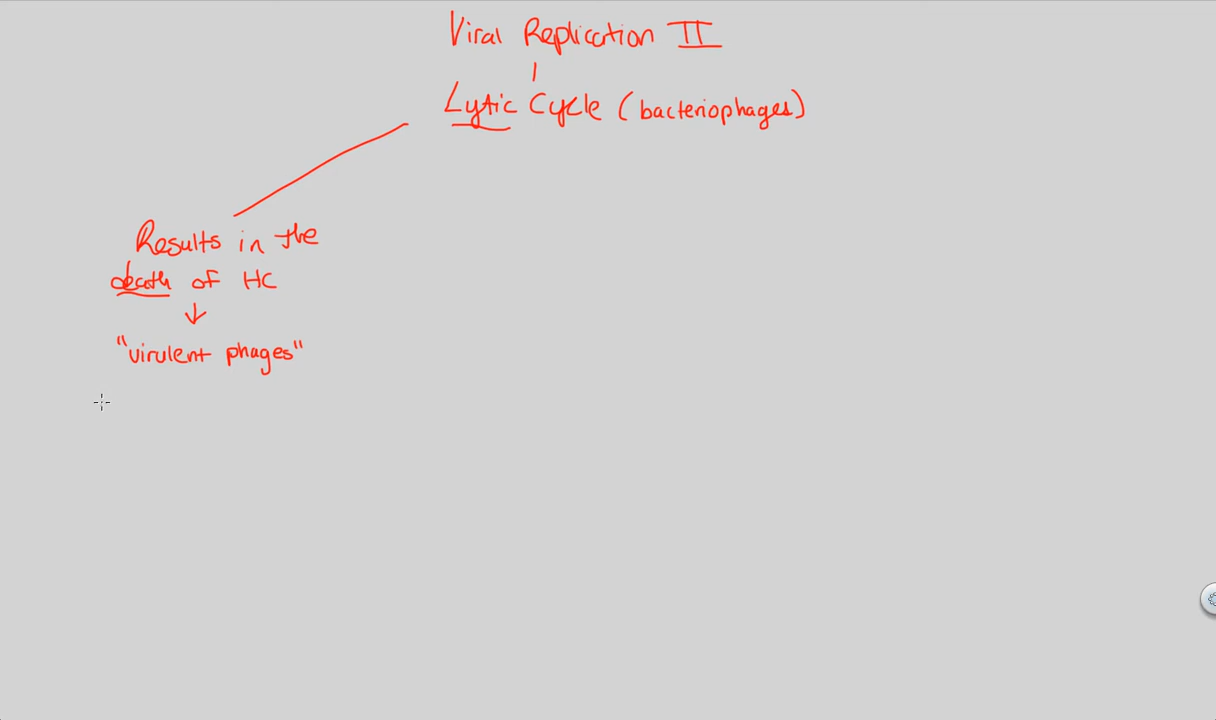 Viral Replication II
Lytic Cycle (bacteriophages)
Results in the
death of HC
"virulent phages"